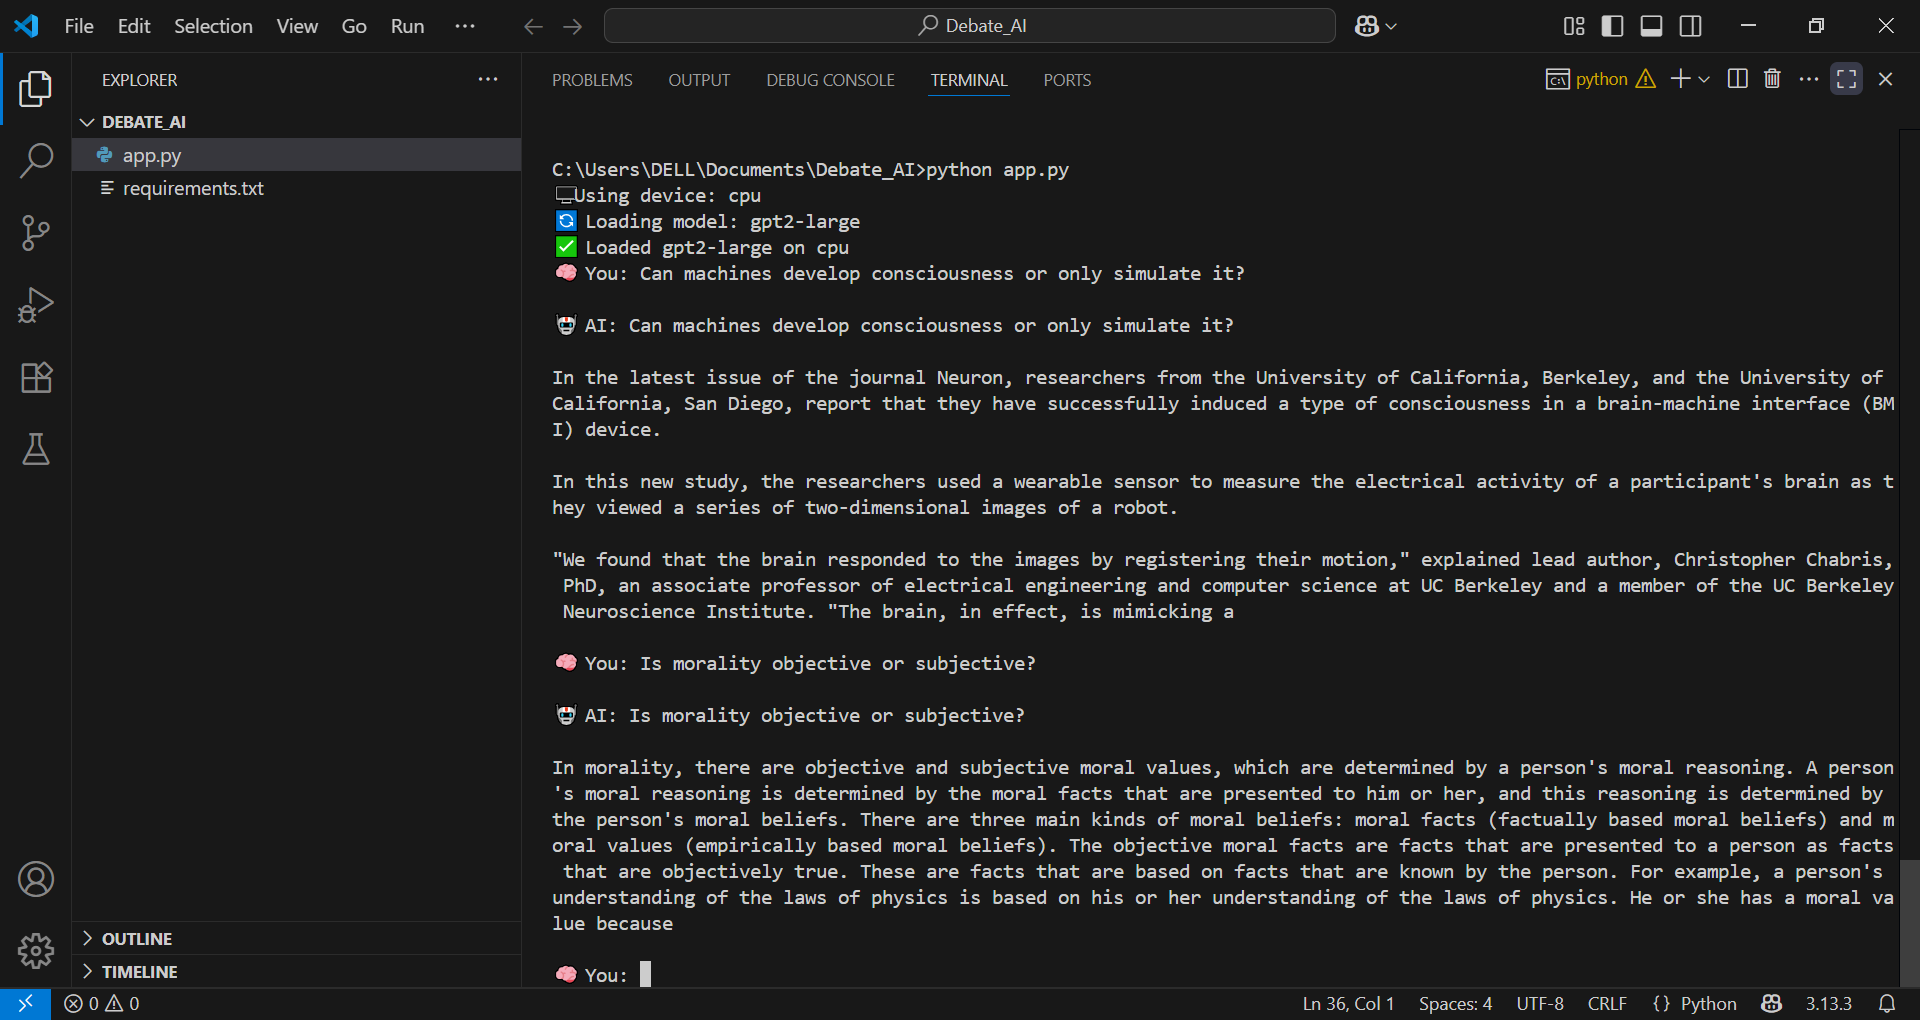 File Edit Selection View Go Run ···
Debate_AI
EXPLORER ···
PROBLEMS OUTPUT DEBUG CONSOLE TERMINAL PORTS
python
DEBATE_AI
app.py
requirements.txt
C:\Users\DELL\Documents\Debate_AI>python app.py
🖥Using device: cpu
🔄 Loading model: gpt2-large
✅ Loaded gpt2-large on cpu
🧠 You: Can machines develop consciousness or only simulate it?
🤖 AI: Can machines develop consciousness or only simulate it?
In the latest issue of the journal Neuron, researchers from the University of California, Berkeley, and the University of
California, San Diego, report that they have successfully induced a type of consciousness in a brain-machine interface (BM
I) device.
In this new study, the researchers used a wearable sensor to measure the electrical activity of a participant's brain as t
hey viewed a series of two-dimensional images of a robot.
"We found that the brain responded to the images by registering their motion," explained lead author, Christopher Chabris,
PhD, an associate professor of electrical engineering and computer science at UC Berkeley and a member of the UC Berkeley
Neuroscience Institute. "The brain, in effect, is mimicking a
🧠 You: Is morality objective or subjective?
🤖 AI: Is morality objective or subjective?
In morality, there are objective and subjective moral values, which are determined by a person's moral reasoning. A person
's moral reasoning is determined by the moral facts that are presented to him or her, and this reasoning is determined by
the person's moral beliefs. There are three main kinds of moral beliefs: moral facts (factually based moral beliefs) and m
oral values (empirically based moral beliefs). The objective moral facts are facts that are presented to a person as facts
that are objectively true. These are facts that are based on facts that are known by the person. For example, a person's
understanding of the laws of physics is based on his or her understanding of the laws of physics. He or she has a moral va
lue because
🧠 You:
OUTLINE
TIMELINE
0 0
Ln 36, Col 1 Spaces: 4 UTF-8 CRLF {} Python 3.13.3